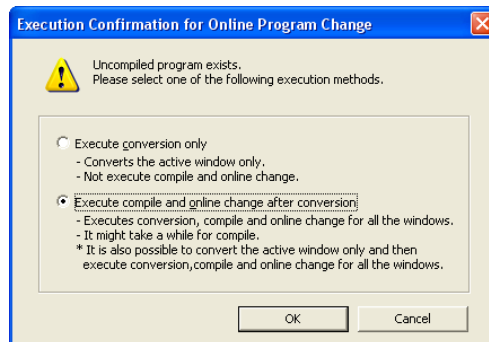 Execution Confirmation for Online Program Change
Uncompiled program exists.
Please select one of the following execution methods.
Execute conversion only
- Converts the active window only.
- Not execute compile and online change.
Execute compile and online change after conversion
- Executes conversion, compile and online change for all the windows.
- It might take a while for compile.
* It is also possible to convert the active window only and then
execute conversion,compile and online change for all the windows.
OK
Cancel